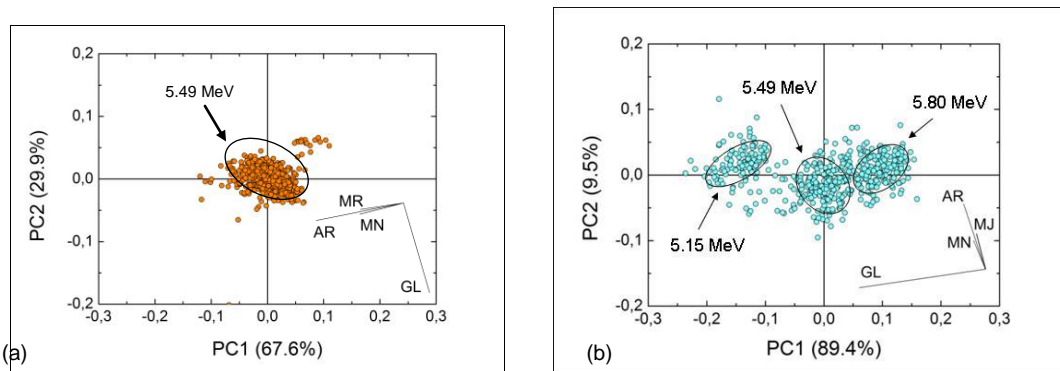 0,2
5.49 MeV
0,1
0,0
-0,1
-0,2
PC2 (29.9%)
MR
AR
MN
GL
-0,3 -0,2 -0,1 0,0 0,1 0,2 0,3
PC1 (67.6%)
(a)
0,2
5.49 MeV
5.80 MeV
0,1
0,0
-0,1
-0,2
PC2 (9.5%)
5.15 MeV
AR
MJ
MN
GL
-0,3 -0,2 -0,1 0,0 0,1 0,2 0,3
PC1 (89.4%)
(b)